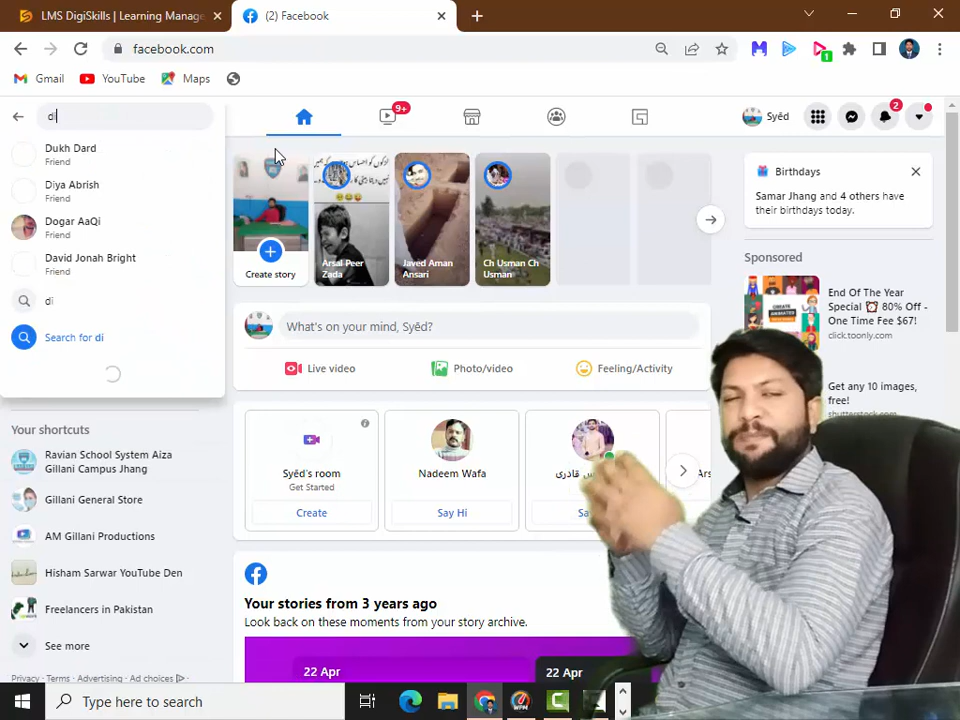 LMS DigiSkills | Learning Manage
(2) Facebook
facebook.com
1
Gmail
YouTube
Maps
di
9+
Syêd
2
Dukh Dard
Friend
Diya Abrish
Friend
Dogar AaQi
Friend
David Jonah Bright
Friend
di
Search for di
Your shortcuts
Ravian School System Aiza
Gillani Campus Jhang
Gillani General Store
AM Gillani Productions
Hisham Sarwar YouTube Den
Freelancers in Pakistan
See more
Privacy · Terms · Advertising · Ad choices
Create story
Arsal Peer
Zada
Javed Aman
Ansari
Ch Usman Ch
Usman
What's on your mind, Syêd?
Live video
Photo/video
Feeling/Activity
Syêd's room
Get Started
Create
Nadeem Wafa
Say Hi
قادری
Your stories from 3 years ago
Look back on these moments from your story archive.
22 Apr
22 Apr
Birthdays
Samar Jhang and 4 others have
their birthdays today.
Sponsored
End Of The Year
Special ⏰ 80% Off -
One Time Fee $67!
click.toonly.com
Get any 10 images,
free!
Type here to search
WPM